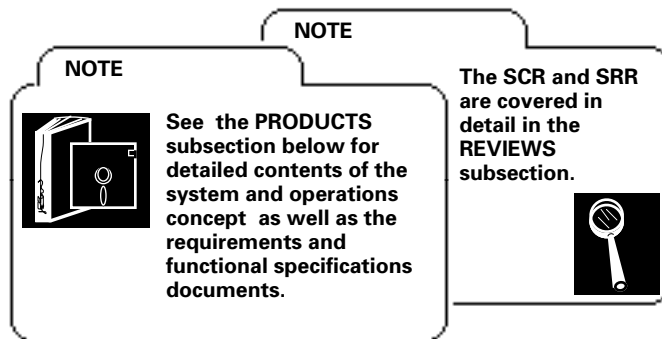 NOTE
See the PRODUCTS
subsection below for
detailed contents of the
system and operations
concept as well as the
requirements and
functional specifications
documents.
NOTE
The SCR and SRR
are covered in
detail in the
REVIEWS
subsection.